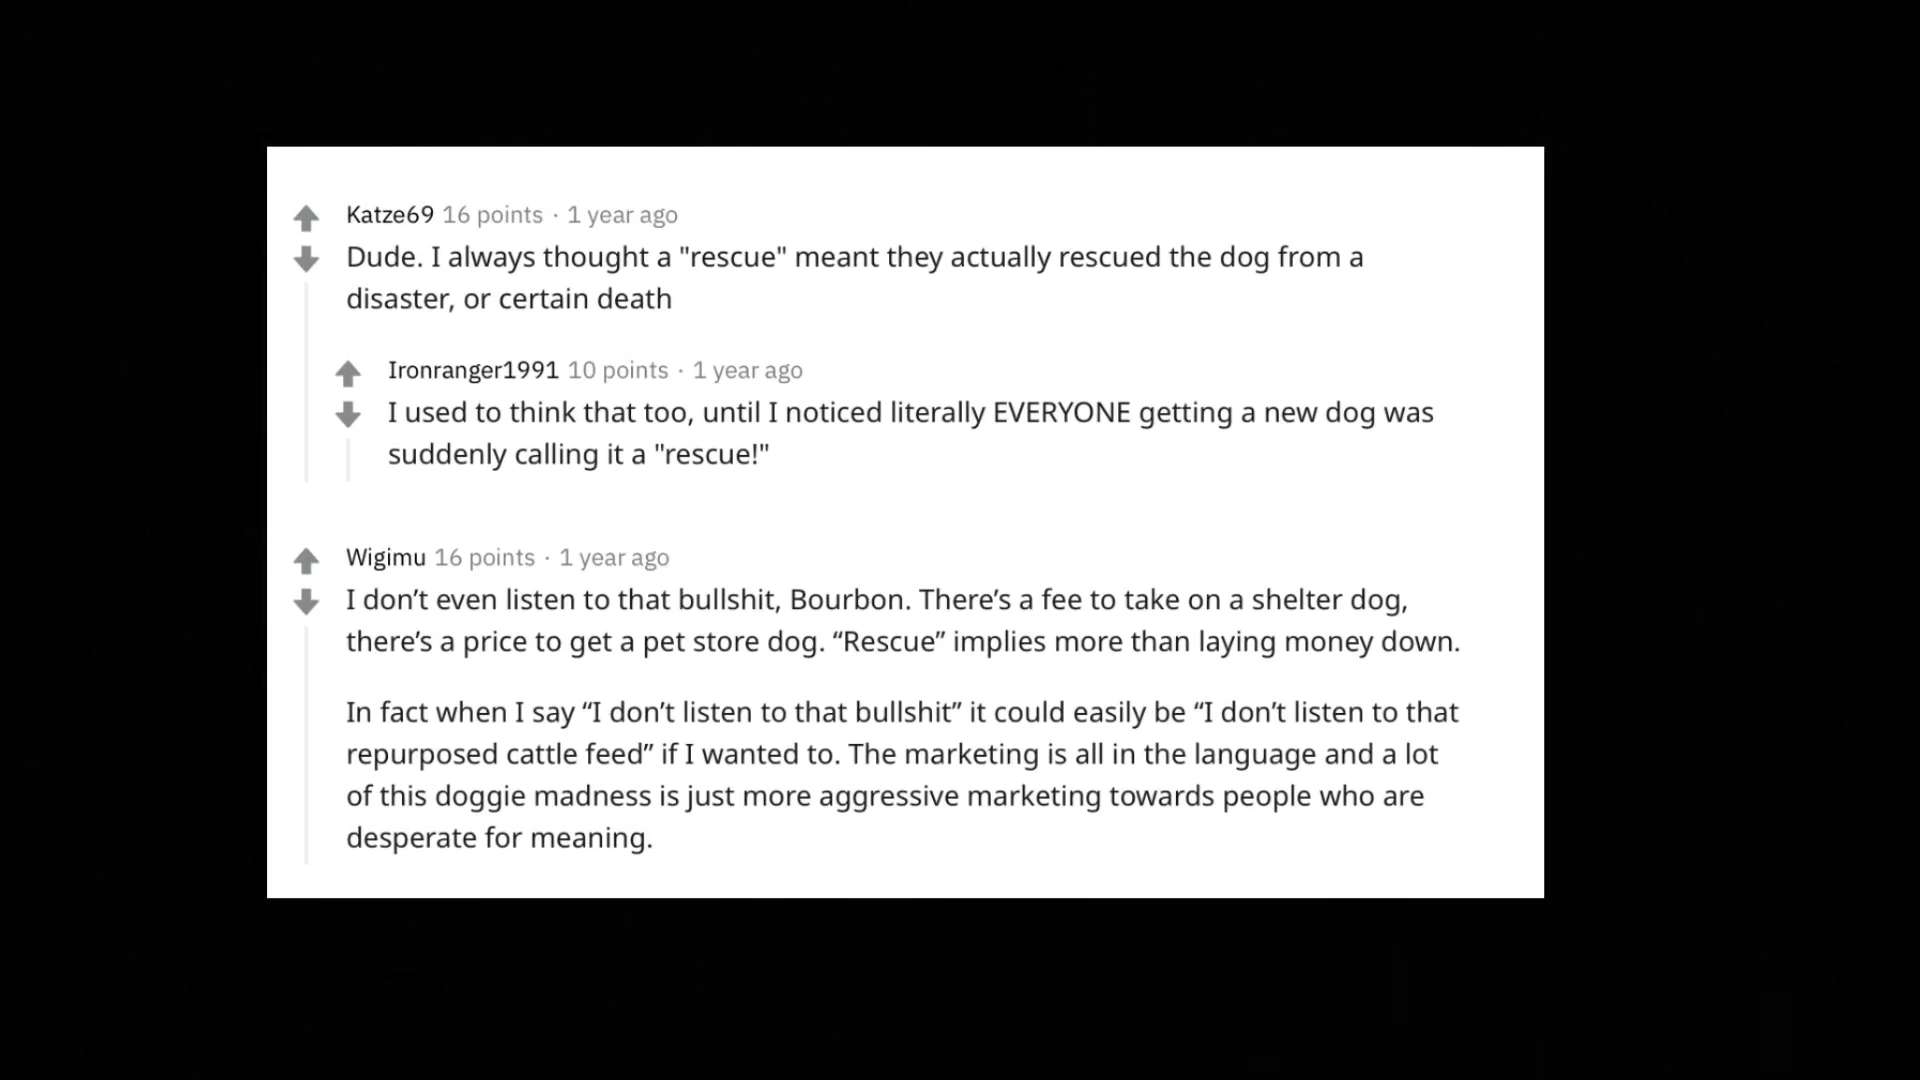 Katze69 16 points · 1 year ago
Dude. I always thought a "rescue" meant they actually rescued the dog from a
disaster, or certain death
Ironranger1991 10 points · 1 year ago
I used to think that too, until I noticed literally EVERYONE getting a new dog was
suddenly calling it a "rescue!"
Wigimu 16 points · 1 year ago
I don’t even listen to that bullshit, Bourbon. There’s a fee to take on a shelter dog,
there’s a price to get a pet store dog. “Rescue” implies more than laying money down.
In fact when I say “I don’t listen to that bullshit” it could easily be “I don’t listen to that
repurposed cattle feed” if I wanted to. The marketing is all in the language and a lot
of this doggie madness is just more aggressive marketing towards people who are
desperate for meaning.